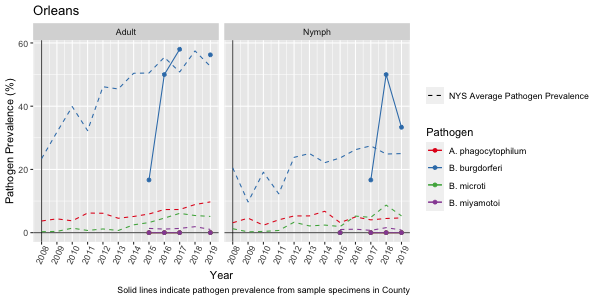 Orleans
Adult
Nymph
Pathogen Prevalence (%)
60
40
20
0
2008 2009 2010 2011 2012 2013 2014 2015 2016 2017 2018 2019
2008 2009 2010 2011 2012 2013 2014 2015 2016 2017 2018 2019
Year
NYS Average Pathogen Prevalence
Pathogen
A. phagocytophilum
B. burgdorferi
B. microti
B. miyamotoi
Solid lines indicate pathogen prevalence from sample specimens in County